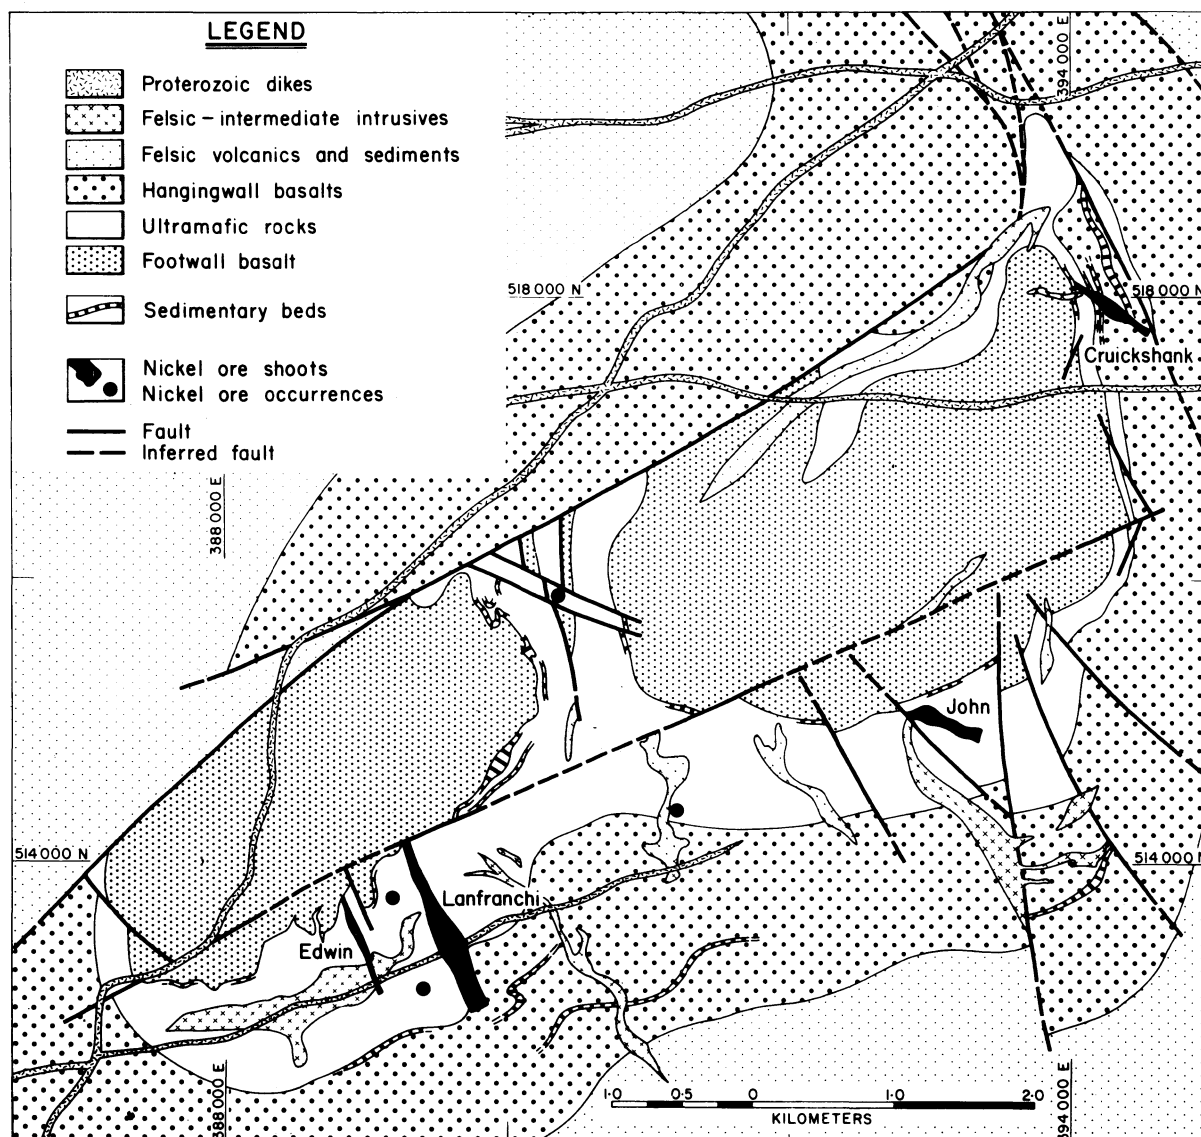 LEGEND
Proterozoic dikes
Felsic – intermediate intrusives
Felsic volcanics and sediments
Hangingwall basalts
Ultramafic rocks
Footwall basalt
Sedimentary beds
Nickel ore shoots
Nickel ore occurrences
Fault
Inferred fault
394 000 E
518 000 N
518 000 N
Cruickshank
388 000 E
John
514 000 N
514 000 N
Lanfranchi
Edwin
388 000 E
394 000 E
1·0 0·5 0 1·0 2·0
KILOMETERS